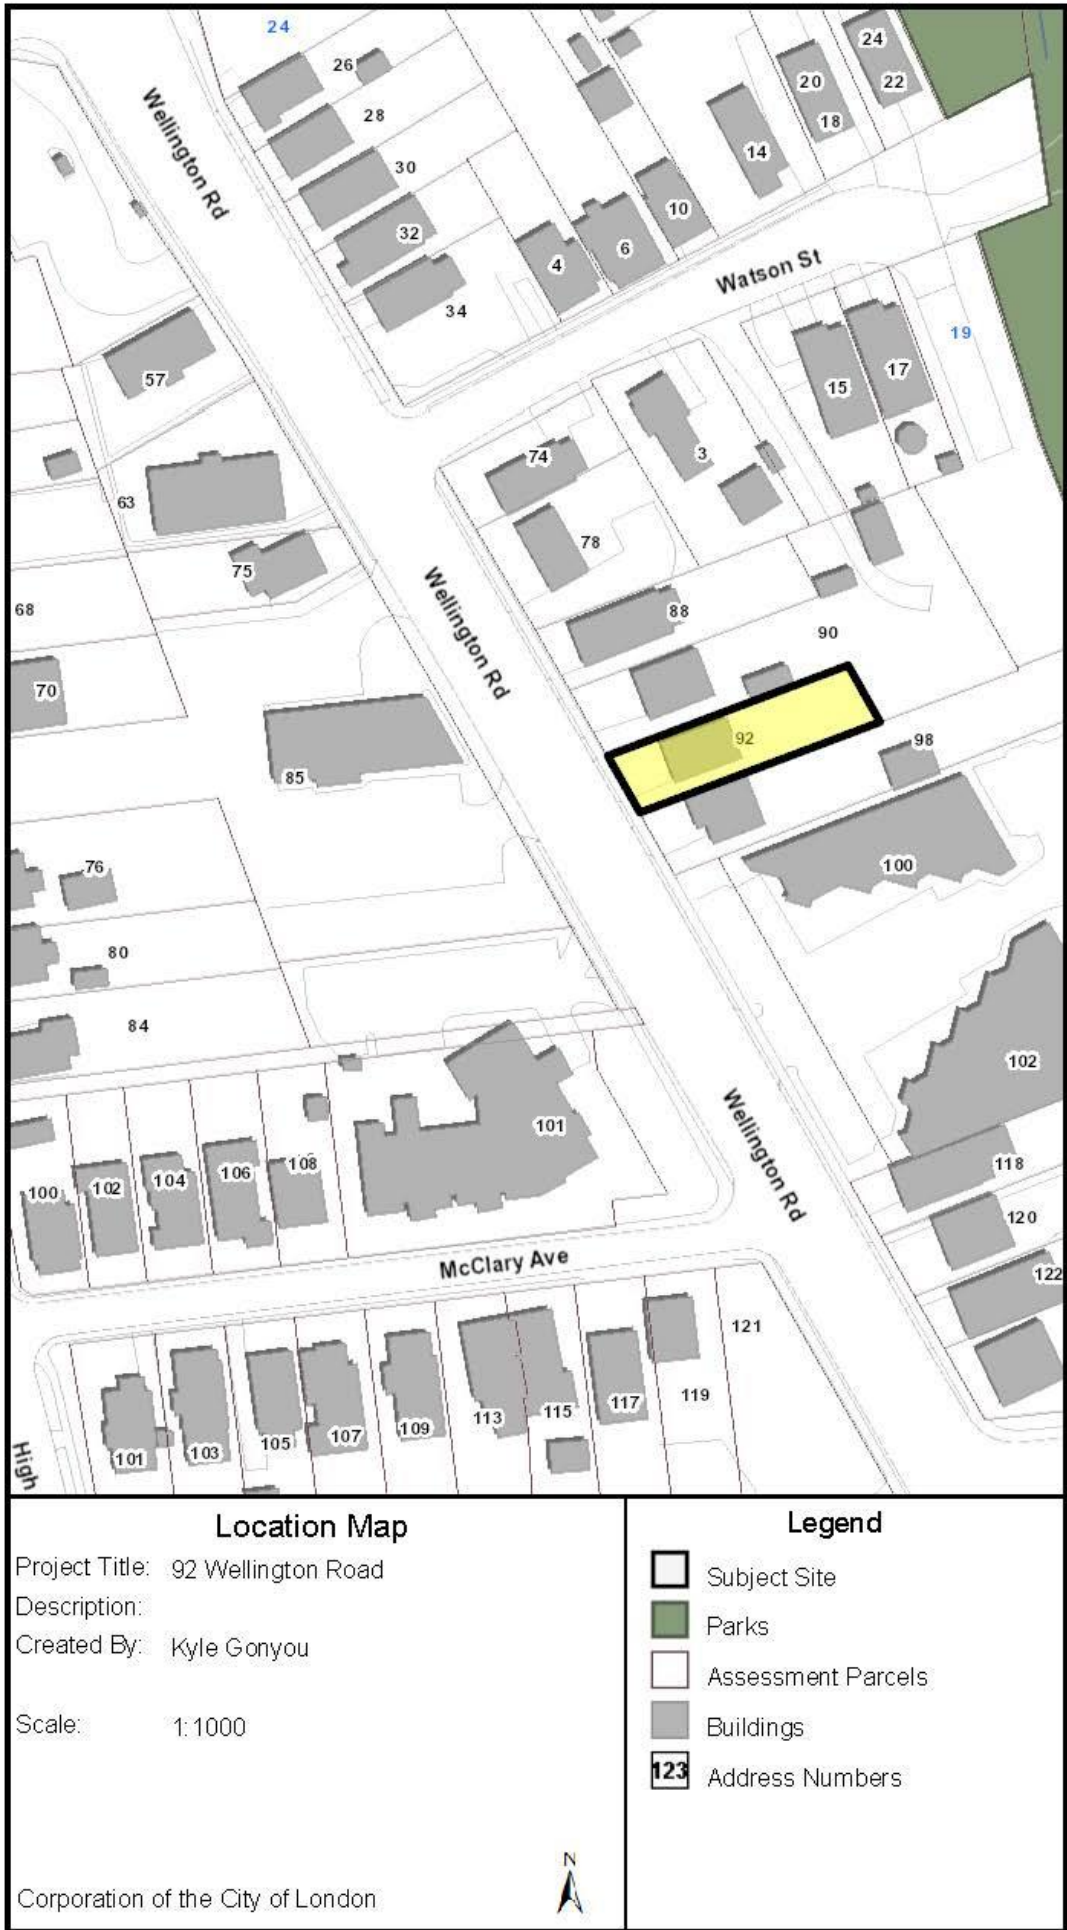 24
26
28
30
32
34
Wellington Rd
24
22
20
18
14
10
6
4
Watson St
57
19
17
15
3
74
78
63
75
68
70
Wellington Rd
88
90
92
98
85
100
76
80
84
102
101
Wellington Rd
118
120
122
100
102
104
106
108
McClary Ave
121
119
117
115
113
109
107
105
103
101
High
Location Map
Project Title: 92 Wellington Road
Description:
Created By: Kyle Gonyou
Scale: 1:1000
N
Corporation of the City of London
Legend
Subject Site
Parks
Assessment Parcels
Buildings
123 Address Numbers